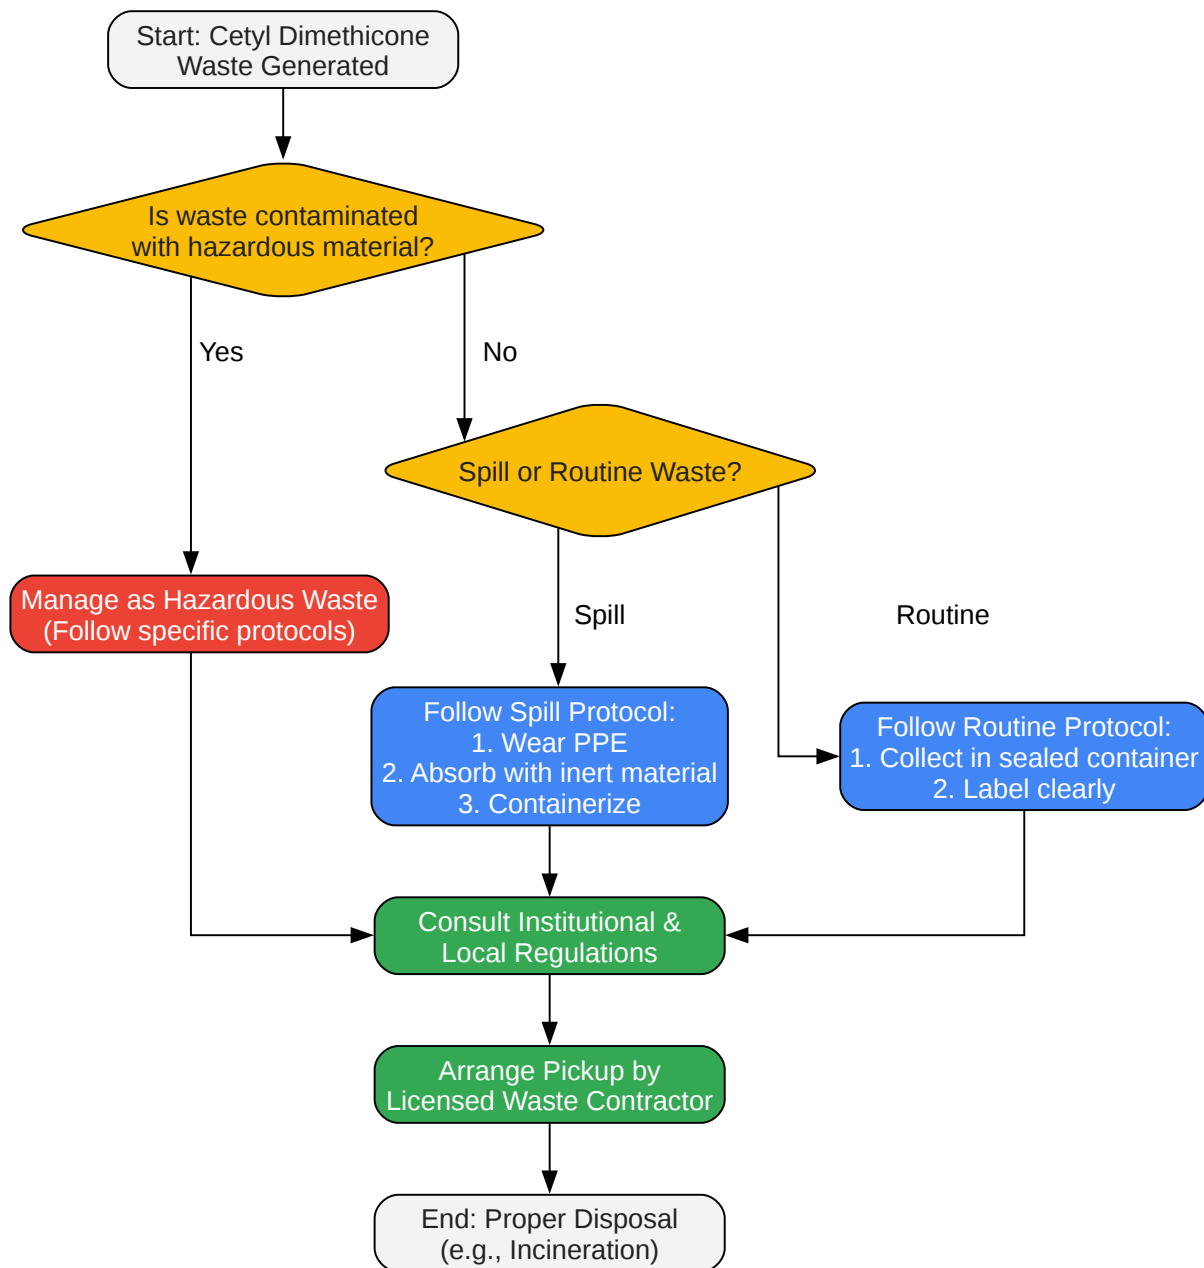 Start: Cetyl Dimethicone
Waste Generated
Is waste contaminated
with hazardous material?
Yes
No
Spill or Routine Waste?
Manage as Hazardous Waste
(Follow specific protocols)
Spill
Routine
Follow Spill Protocol:
1. Wear PPE
2. Absorb with inert material
3. Containerize
Follow Routine Protocol:
1. Collect in sealed container
2. Label clearly
Consult Institutional &
Local Regulations
Arrange Pickup by
Licensed Waste Contractor
End: Proper Disposal
(e.g., Incineration)